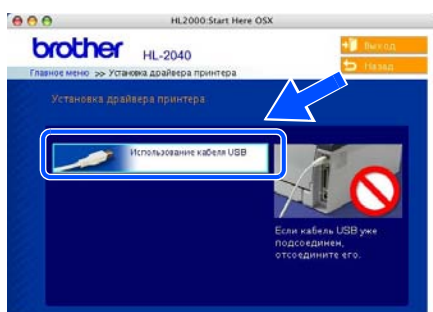 HL2000:Start Here OSX
brother HL-2040
Выход
Главное меню >> Установка драйвера принтера
Назад
Установка драйвера принтера
Использование кабеля USB
Если кабель USB уже
подсоединен,
отсоедините его.